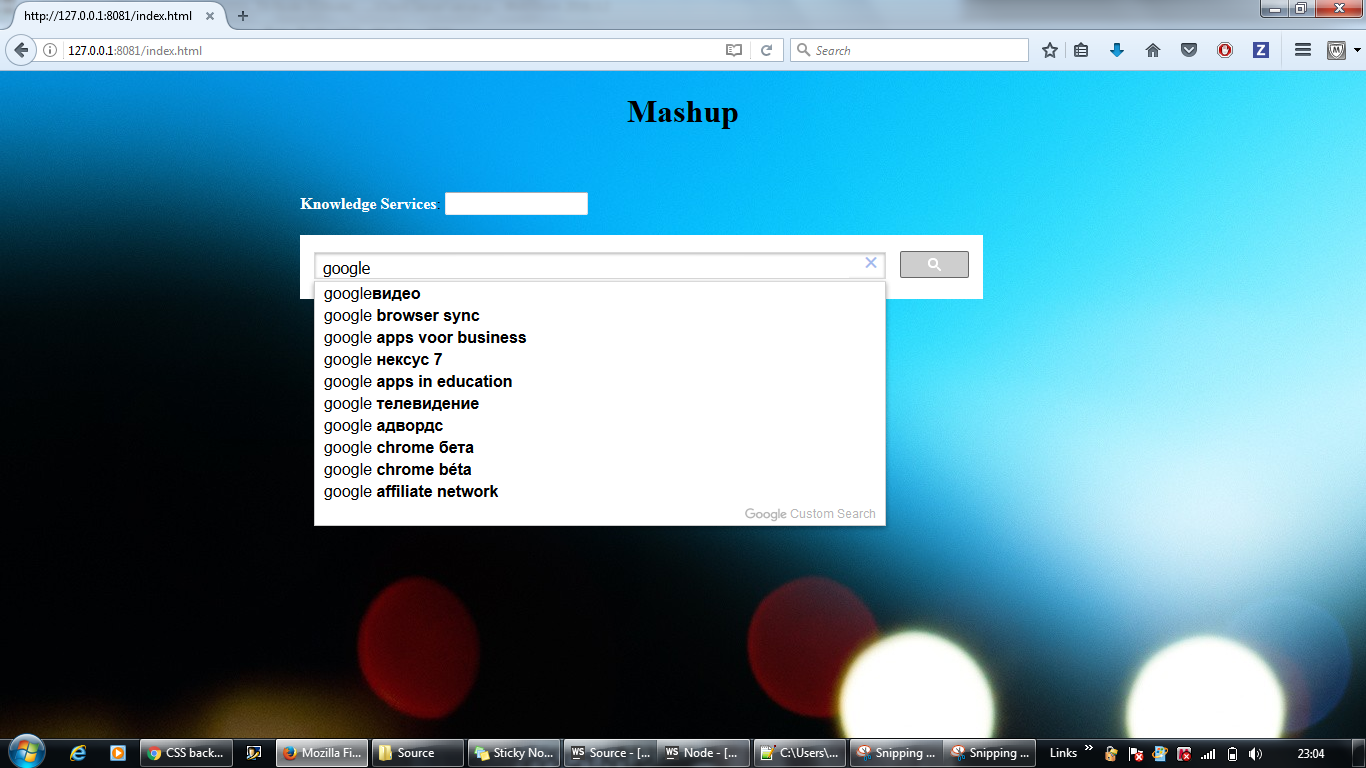 http://127.0.0.1:8081/index.html
127.0.0.1:8081/index.html
Search
Mashup
Knowledge Services:
google
googleвидео
google browser sync
google apps voor business
google нексус 7
google apps in education
google телевидение
google адвордс
google chrome бета
google chrome béta
google affiliate network
Google Custom Search
CSS back... Mozilla Fi... Source Sticky No... WS Source - [... WS Node - [... C:\Users\... Snipping ... Snipping ... Links » 23:04